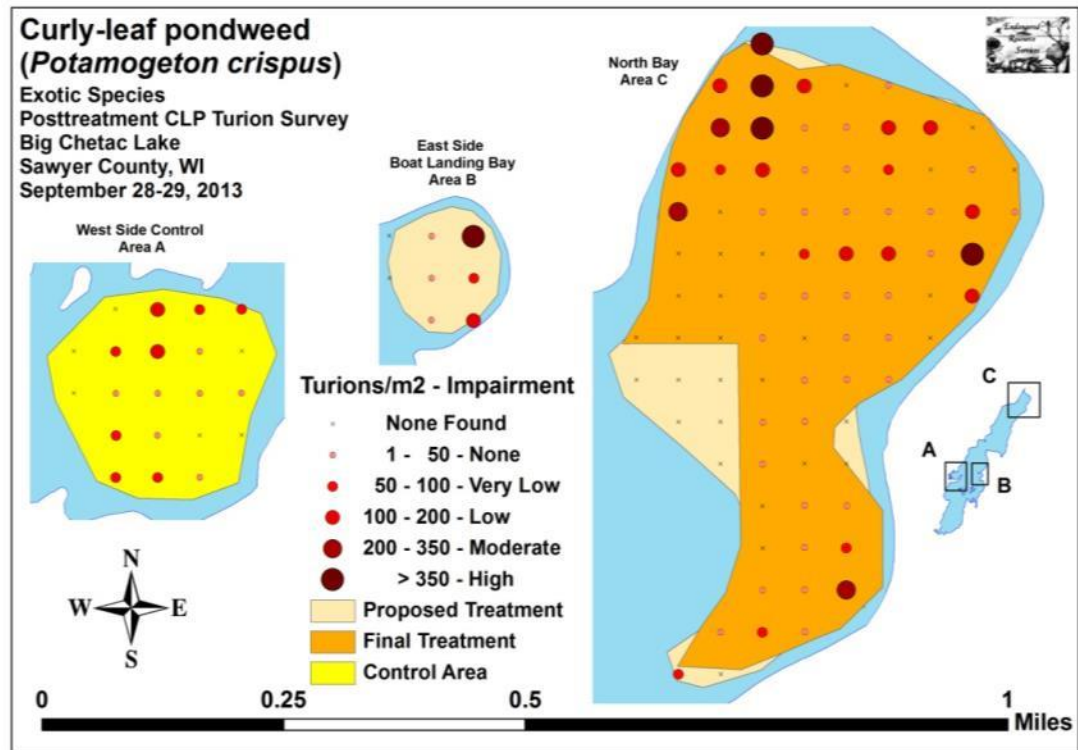 Curly-leaf pondweed
(Potamogeton crispus)
Exotic Species
Posttreatment CLP Turion Survey
Big Chetac Lake
Sawyer County, WI
September 28-29, 2013
West Side Control
Area A
East Side
Boat Landing Bay
Area B
North Bay
Area C
Endangered
Resource
Services
Turions/m2 - Impairment
None Found
1 - 50 - None
50 - 100 - Very Low
100 - 200 - Low
200 - 350 - Moderate
> 350 - High
Proposed Treatment
Final Treatment
Control Area
N
W E
S
C
A
B
0 0.25 0.5 1
Miles